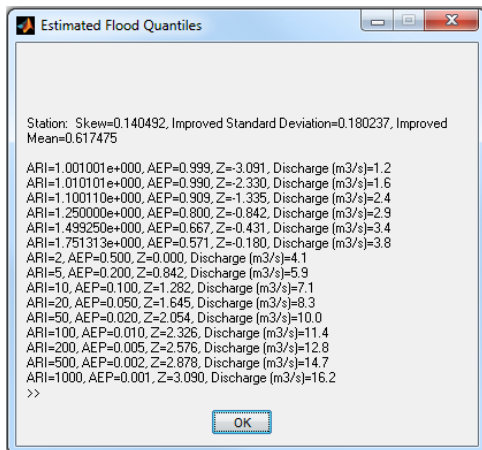 Estimated Flood Quantiles
Station:  Skew=0.140492, Improved Standard Deviation=0.180237, Improved
Mean=0.617475
ARI=1.001001e+000, AEP=0.999, Z=-3.091, Discharge (m3/s)=1.2
ARI=1.010101e+000, AEP=0.990, Z=-2.330, Discharge (m3/s)=1.6
ARI=1.100110e+000, AEP=0.909, Z=-1.335, Discharge (m3/s)=2.4
ARI=1.250000e+000, AEP=0.800, Z=-0.842, Discharge (m3/s)=2.9
ARI=1.499250e+000, AEP=0.667, Z=-0.431, Discharge (m3/s)=3.4
ARI=1.751313e+000, AEP=0.571, Z=-0.180, Discharge (m3/s)=3.8
ARI=2, AEP=0.500, Z=0.000, Discharge (m3/s)=4.1
ARI=5, AEP=0.200, Z=0.842, Discharge (m3/s)=5.9
ARI=10, AEP=0.100, Z=1.282, Discharge (m3/s)=7.1
ARI=20, AEP=0.050, Z=1.645, Discharge (m3/s)=8.3
ARI=50, AEP=0.020, Z=2.054, Discharge (m3/s)=10.0
ARI=100, AEP=0.010, Z=2.326, Discharge (m3/s)=11.4
ARI=200, AEP=0.005, Z=2.576, Discharge (m3/s)=12.8
ARI=500, AEP=0.002, Z=2.878, Discharge (m3/s)=14.7
ARI=1000, AEP=0.001, Z=3.090, Discharge (m3/s)=16.2
>>
OK